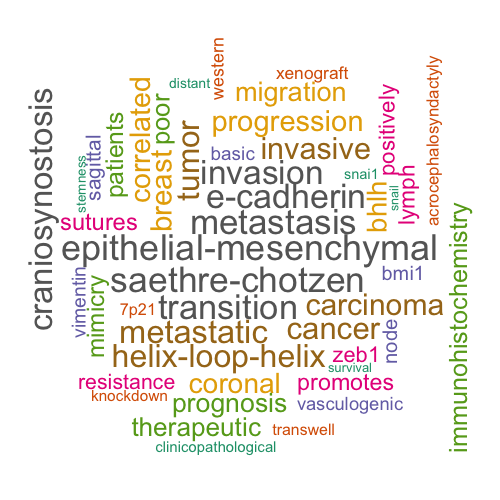 distant
western
xenograft
craniosynostosis
stemness
sagittal
patients
correlated
poor
migration
positively
acrocephalosyndactyly
breast
tumor
progression
basic
invasive
invasion
snai1
snail
lymph
bhlh
e-cadherin
sutures
metastasis
epithelial-mesenchymal
immunohistochemistry
vimentin
mimicry
saethre-chotzen
bmi1
7p21
transition
carcinoma
metastatic
cancer
node
helix-loop-helix
zeb1
survival
resistance
coronal
promotes
knockdown
prognosis
vasculogenic
therapeutic
transwell
clinicopathological